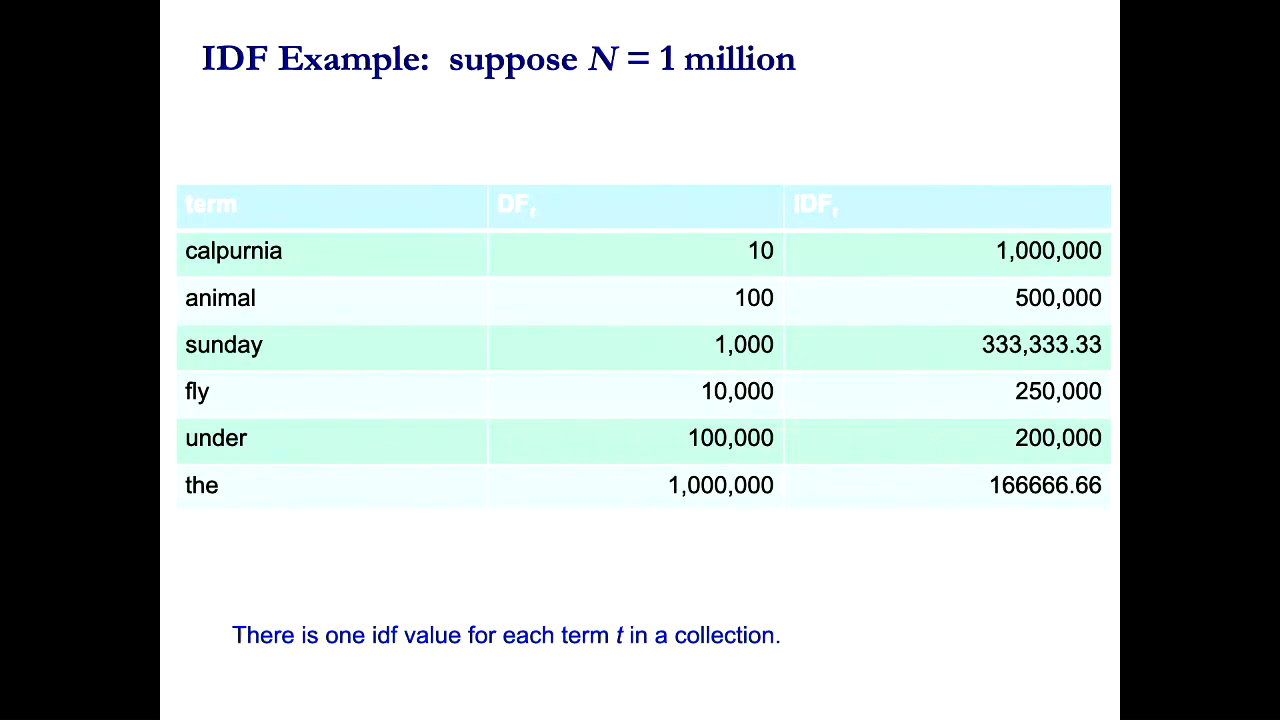 IDF Example: suppose N = 1 million
term DFt IDFt
calpurnia 10 1,000,000
animal 100 500,000
sunday 1,000 333,333.33
fly 10,000 250,000
under 100,000 200,000
the 1,000,000 166666.66
There is one idf value for each term t in a collection.